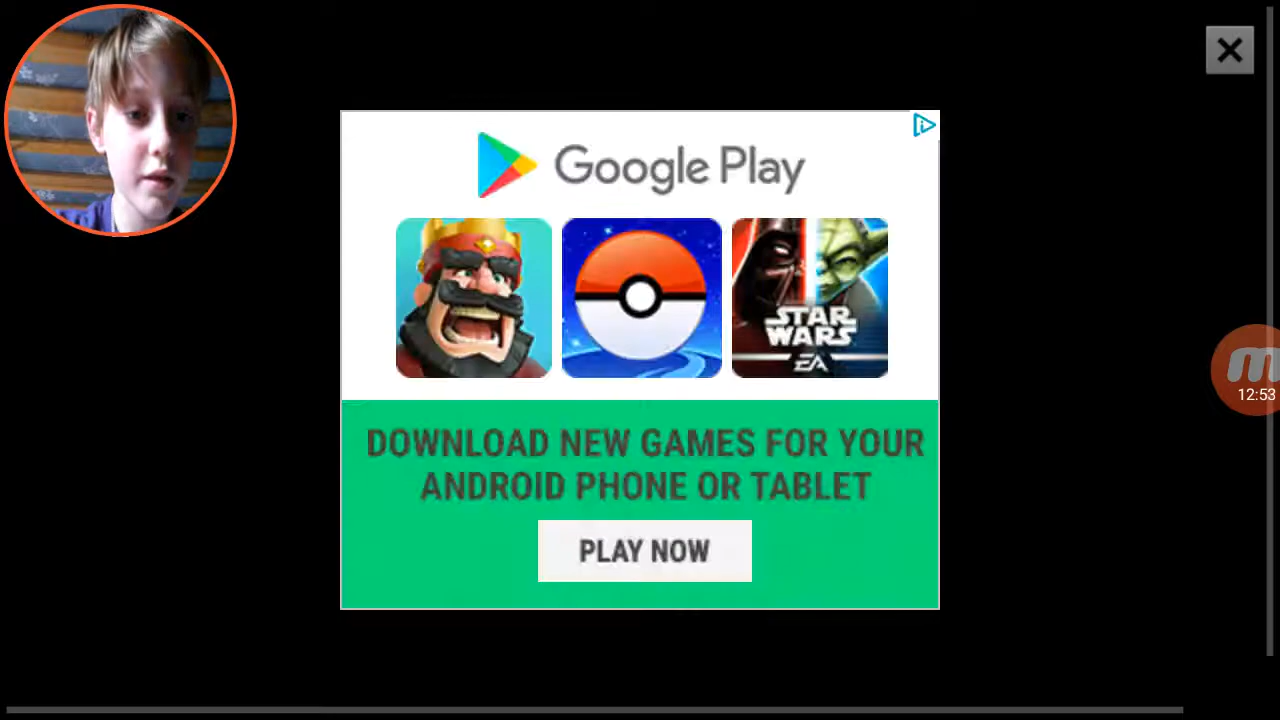 Google Play
STAR
WARS
EA
DOWNLOAD NEW GAMES FOR YOUR
ANDROID PHONE OR TABLET
PLAY NOW
12:53